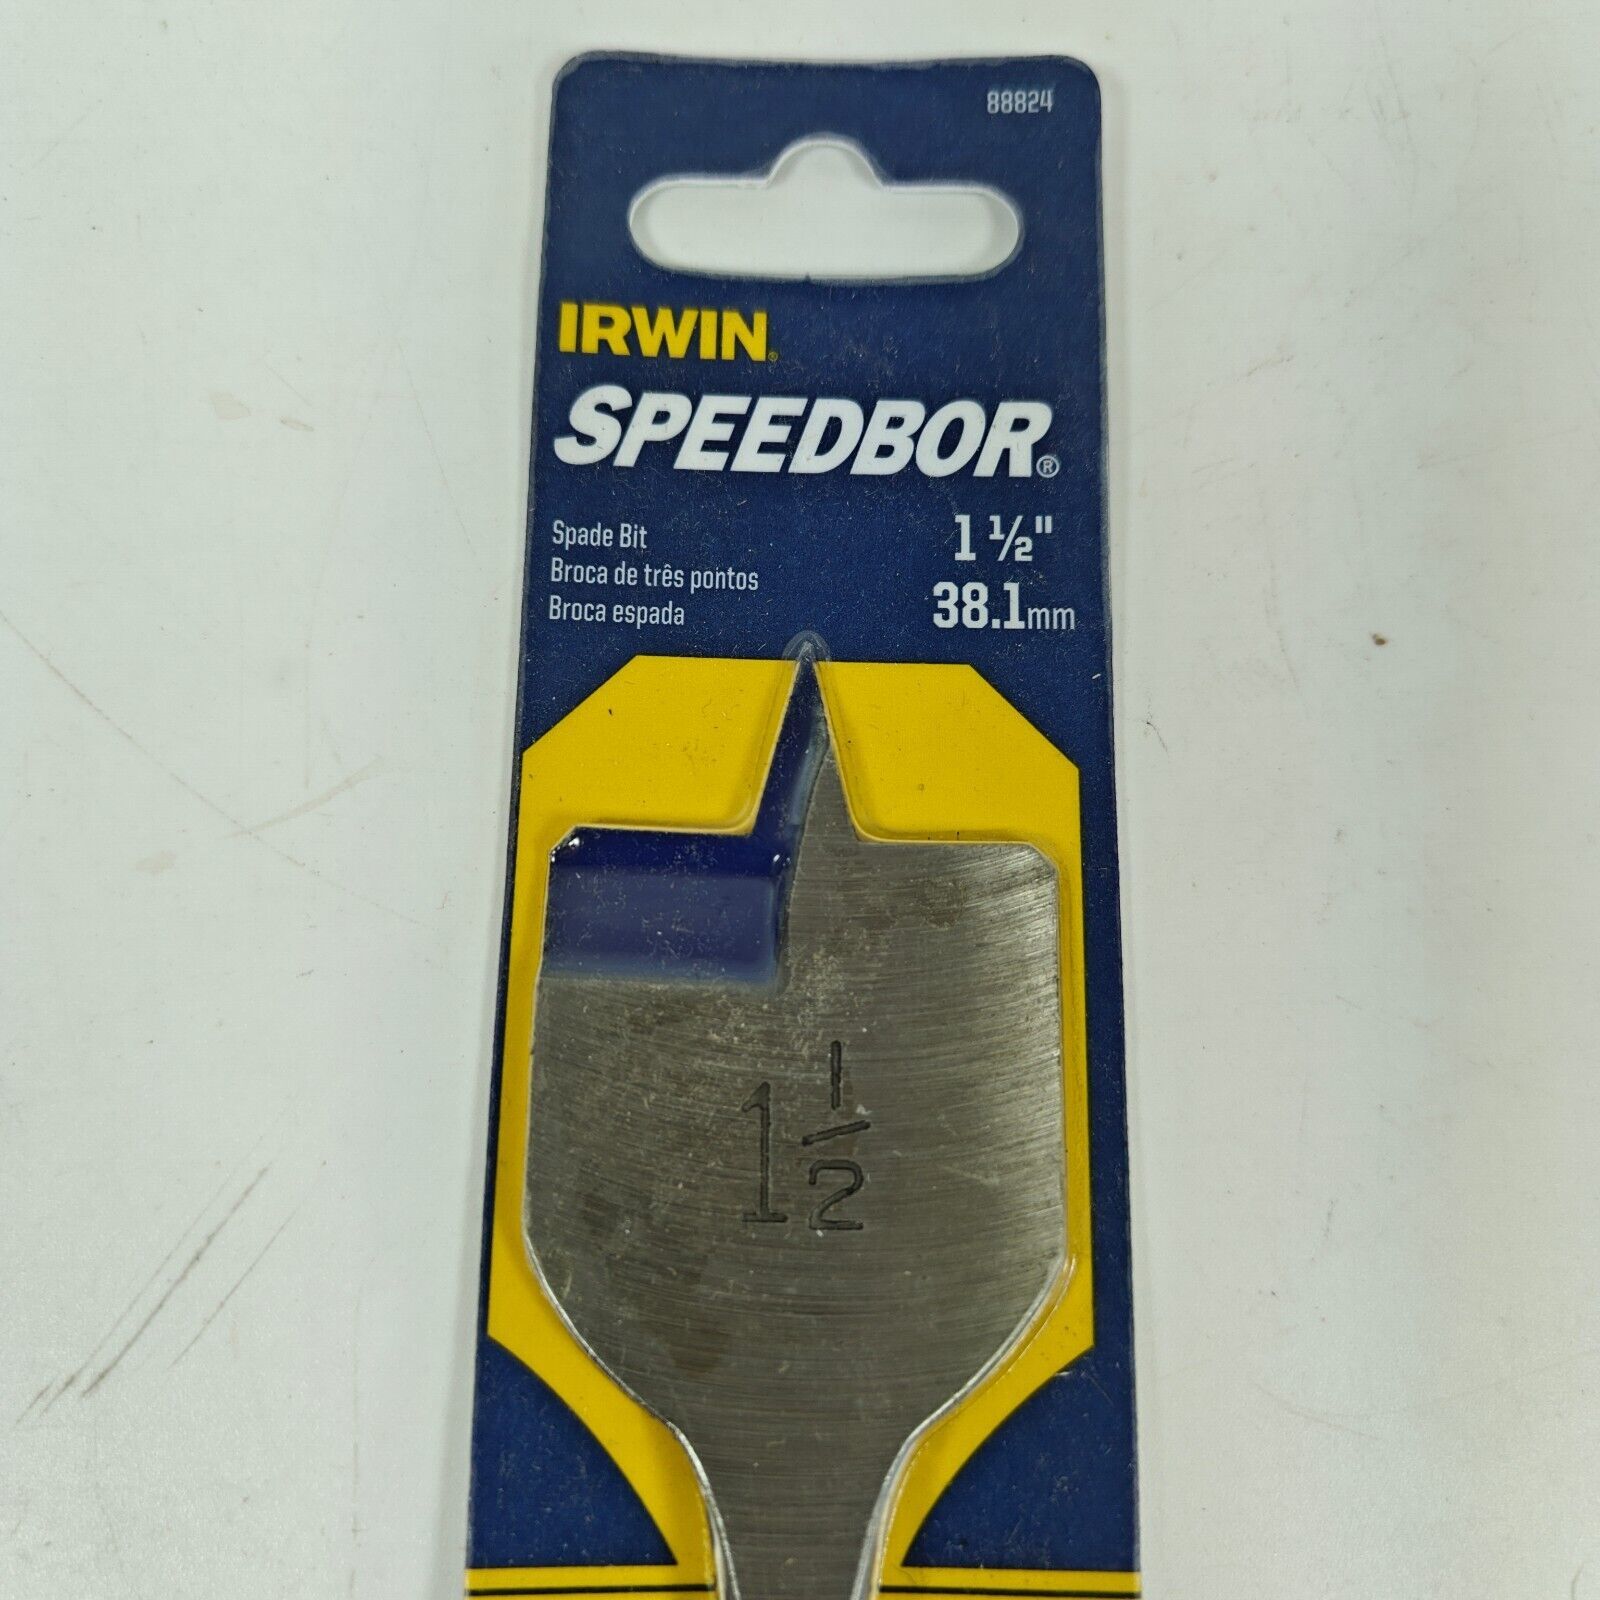 88824
IRWIN®
SPEEDBOR®
Spade Bit
Broca de três pontos
Broca espada
1 ½"
38.1mm
1 1/2